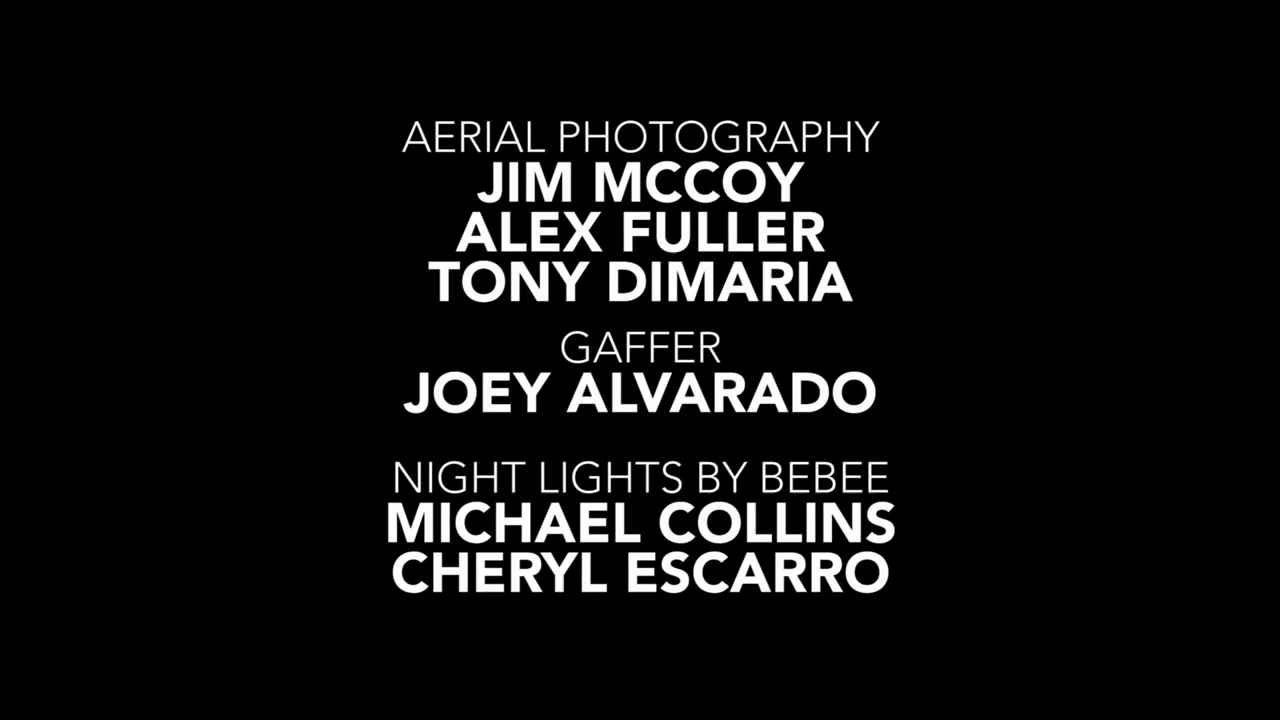 AERIAL PHOTOGRAPHY
JIM MCCOY
ALEX FULLER
TONY DIMARIA
GAFFER
JOEY ALVARADO
NIGHT LIGHTS BY BEBEE
MICHAEL COLLINS
CHERYL ESCARRO